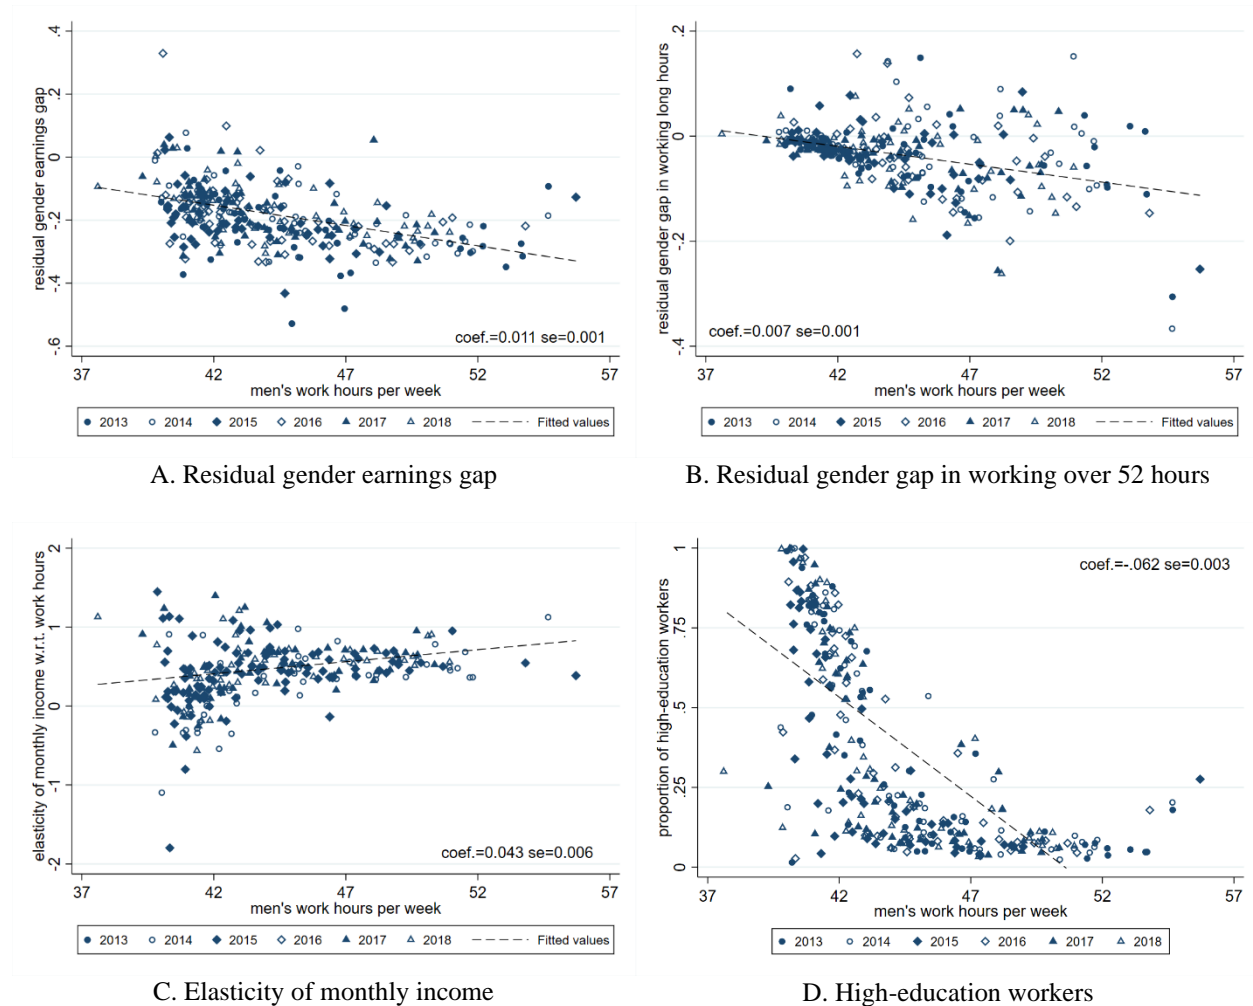 .4
.2
0
-.2
-.4
-.6
residual gender earnings gap
coef.=0.011 se=0.001
37 42 47 52 57
men's work hours per week
2013 2014 2015 2016 2017 2018 Fitted values
A. Residual gender earnings gap
.2
0
-.2
-.4
residual gender gap in working long hours
coef.=0.007 se=0.001
37 42 47 52 57
men's work hours per week
2013 2014 2015 2016 2017 2018 Fitted values
B. Residual gender gap in working over 52 hours
2
1
0
-1
-2
elasticity of monthly income w.r.t. work hours
coef.=0.043 se=0.006
37 42 47 52 57
men's work hours per week
2013 2014 2015 2016 2017 2018 Fitted values
C. Elasticity of monthly income
1
.75
.5
.25
0
proportion of high-education workers
coef.=-.062 se=0.003
37 42 47 52 57
men's work hours per week
2013 2014 2015 2016 2017 2018
D. High-education workers